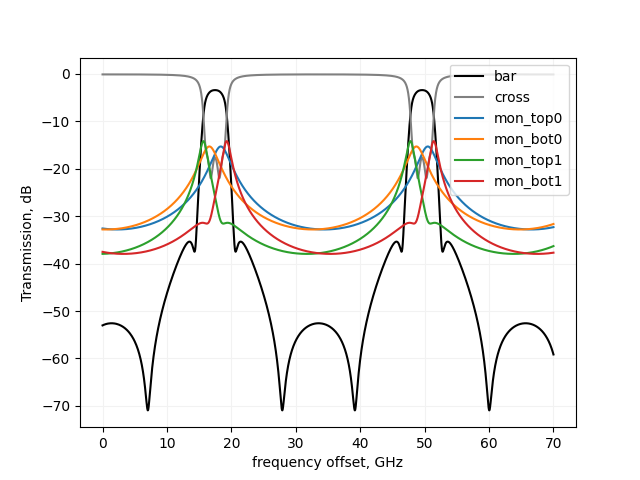 0
−10
−20
−30
−40
−50
−60
−70
Transmission, dB
0
10
20
30
40
50
60
70
frequency offset, GHz
bar
cross
mon_top0
mon_bot0
mon_top1
mon_bot1